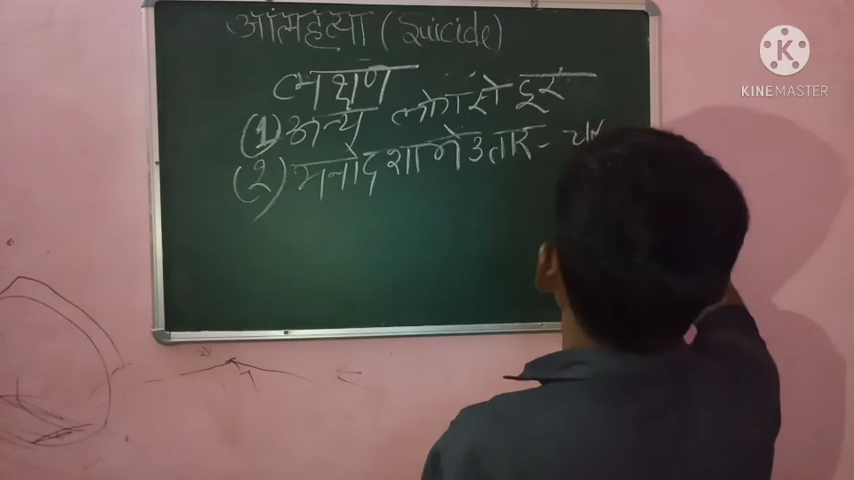 आत्महत्या (Suicide)
लक्षण
(1) अन्य लोगों से दूर
(2) मनोदशा में उतार -
K
KINEMASTER